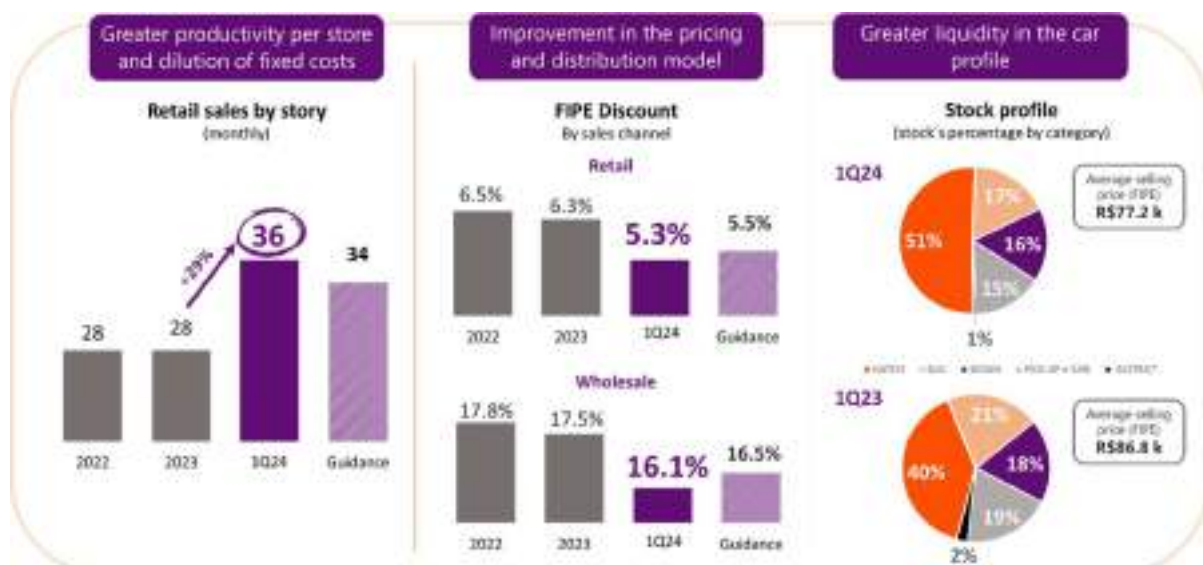 Greater productivity per store
and dilution of fixed costs
Retail sales by story
(monthly)
+29%
28
28
36
34
2022
2023
1Q24
Guidance
Improvement in the pricing
and distribution model
FIPE Discount
By sales channel
Retail
6.5%
6.3%
5.3%
5.5%
2022
2023
1Q24
Guidance
Wholesale
17.8%
17.5%
16.1%
16.5%
2022
2023
1Q24
Guidance
Greater liquidity in the car
profile
Stock profile
(stock's percentage by category)
1Q24
17%
51%
16%
15%
1%
Average selling
price (FIPE)
R$77.2 k
1Q23
21%
40%
18%
19%
2%
Average selling
price (FIPE)
R$86.8 k